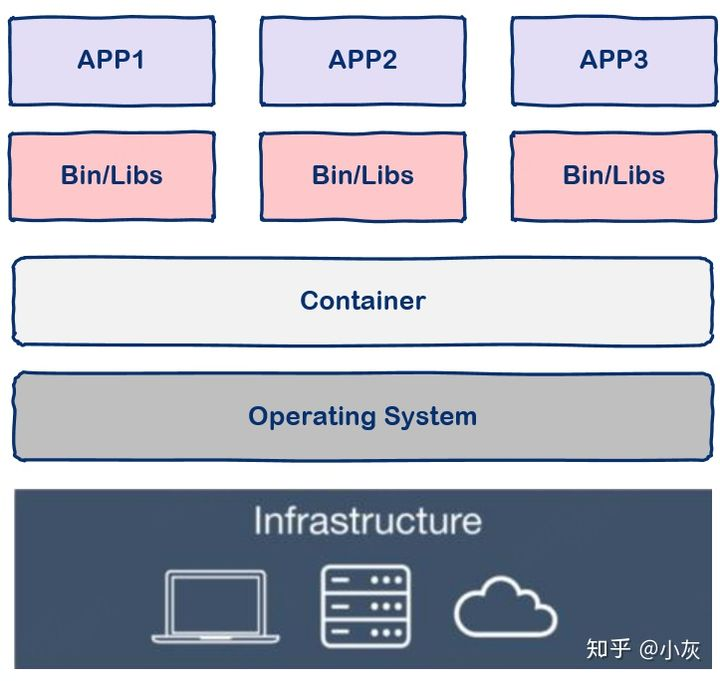 APP1 APP2 APP3
Bin/Libs Bin/Libs Bin/Libs
Container
Operating System
Infrastructure
知乎 @小灰